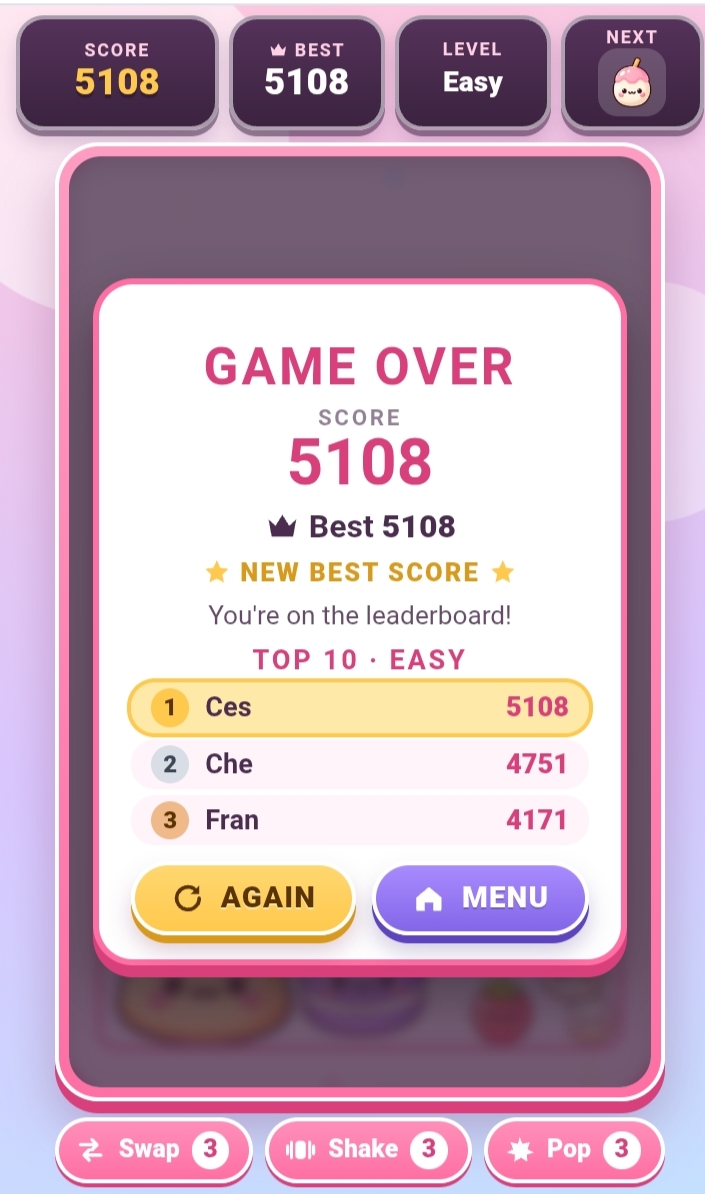 SCORE
5108
BEST
5108
LEVEL
Easy
NEXT
GAME OVER
SCORE
5108
Best 5108
NEW BEST SCORE
You're on the leaderboard!
TOP 10 · EASY
1 Ces 5108
2 Che 4751
3 Fran 4171
AGAIN MENU
Swap 3 Shake 3 Pop 3